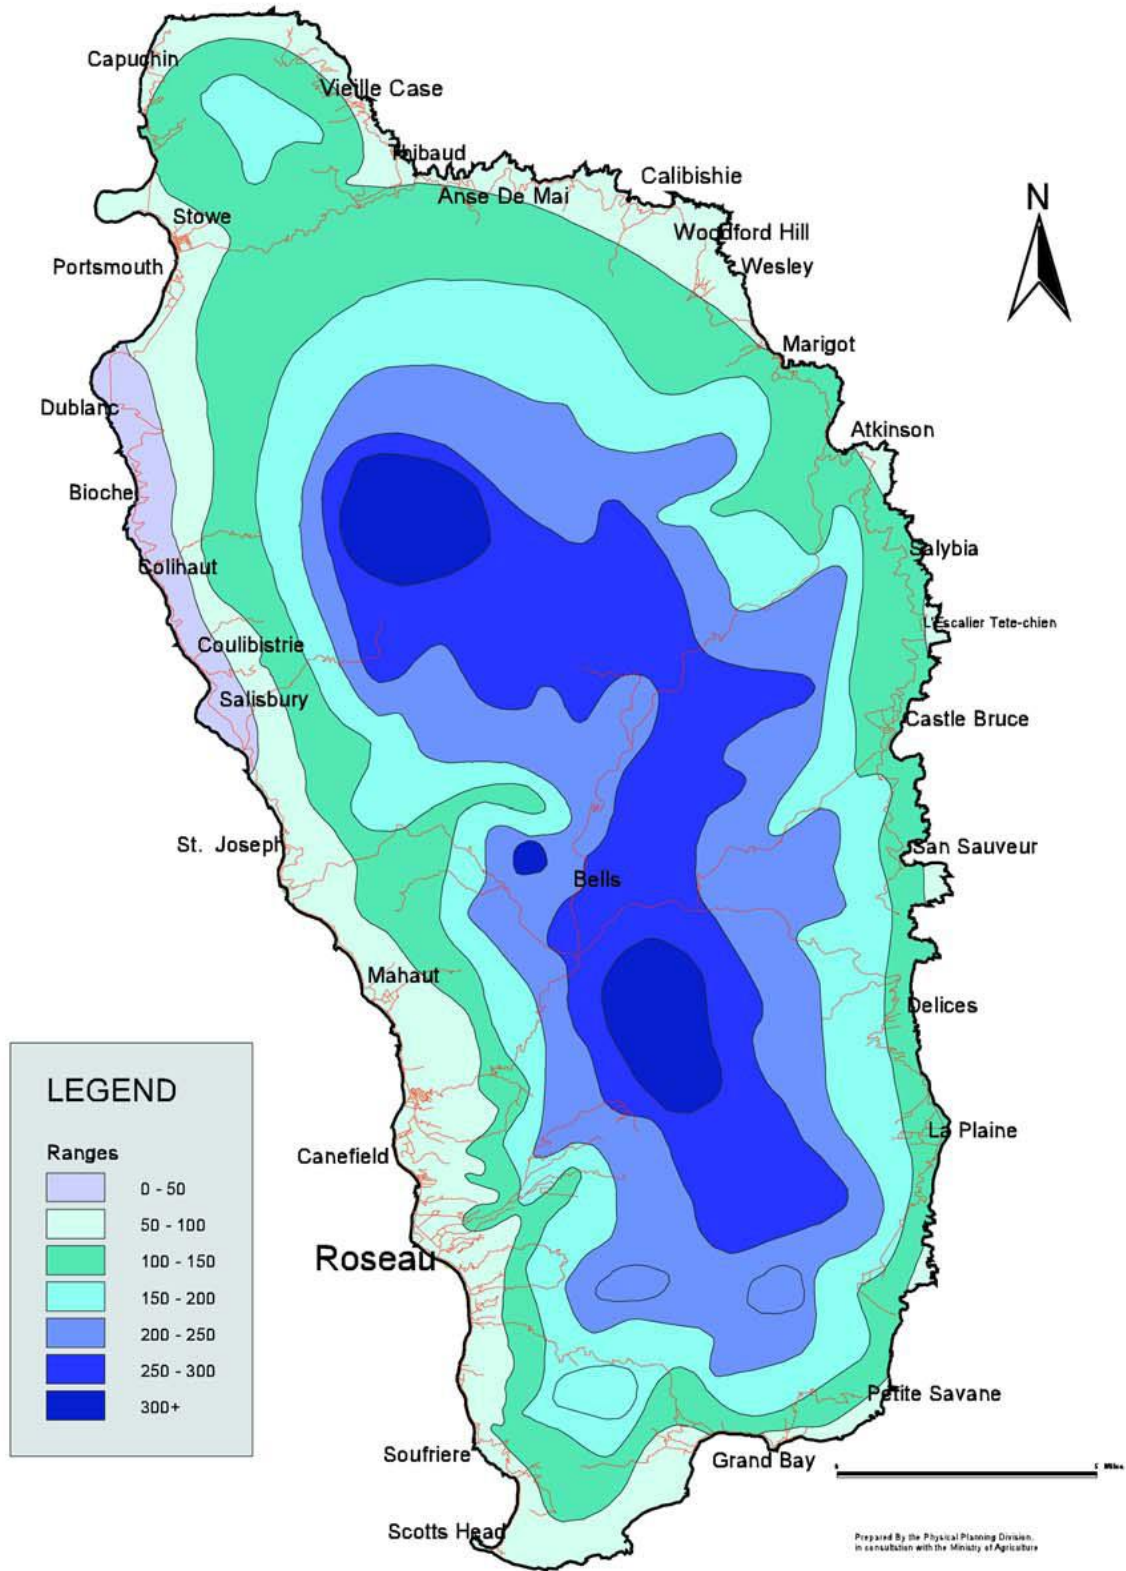 Capuchin
Vieille Case
Thibaud
Calibishie
Anse De Mai
N
Stowe
Woodford Hill
Portsmouth
Wesley
Marigot
Dublanc
Atkinson
Bioche
Salybia
Colihaut
L'Escalier Tete-chien
Coulibistrie
Salisbury
Castle Bruce
St. Joseph
San Sauveur
Bells
Mahaut
Delices
LEGEND
Ranges
0 - 50
50 - 100
100 - 150
150 - 200
200 - 250
250 - 300
300+
La Plaine
Canefield
Roseau
Petite Savane
Soufriere
Grand Bay
5 Miles
Scotts Head
Prepared By the Physical Planning Division,
in consultation with the Ministry of Agriculture